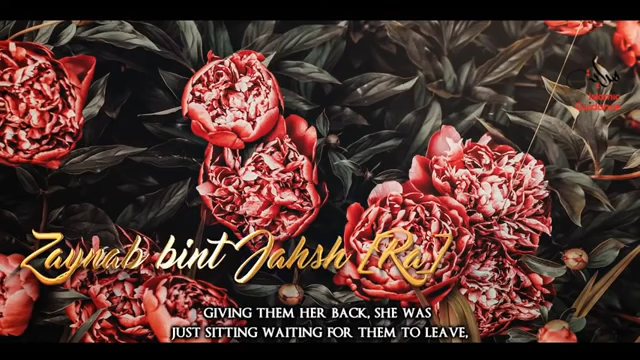 Zaynab bint Jahsh [Ra]
GIVING THEM HER BACK, SHE WAS
JUST SITTING WAITING FOR THEM TO LEAVE,